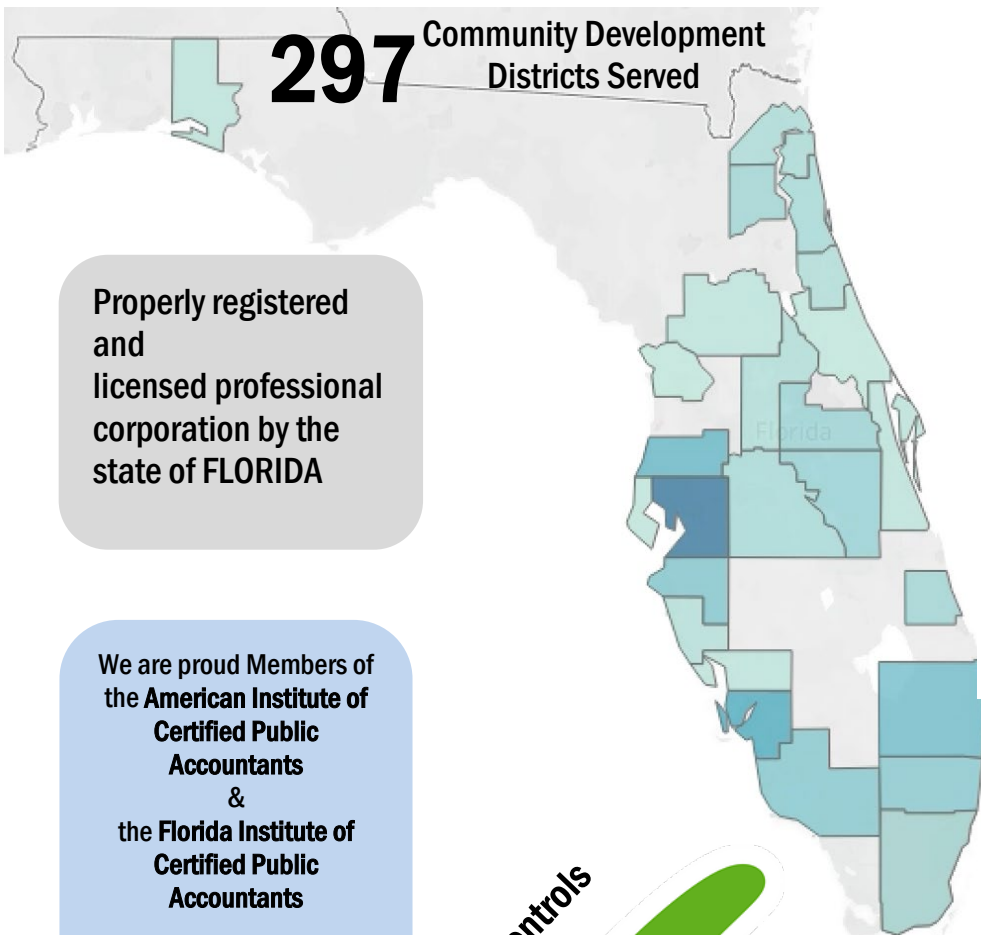 297
Community Development
Districts Served
Properly registered
and
licensed professional
corporation by the
state of FLORIDA
Florida
We are proud Members of
the American Institute of
Certified Public
Accountants
&
the Florida Institute of
Certified Public
Accountants